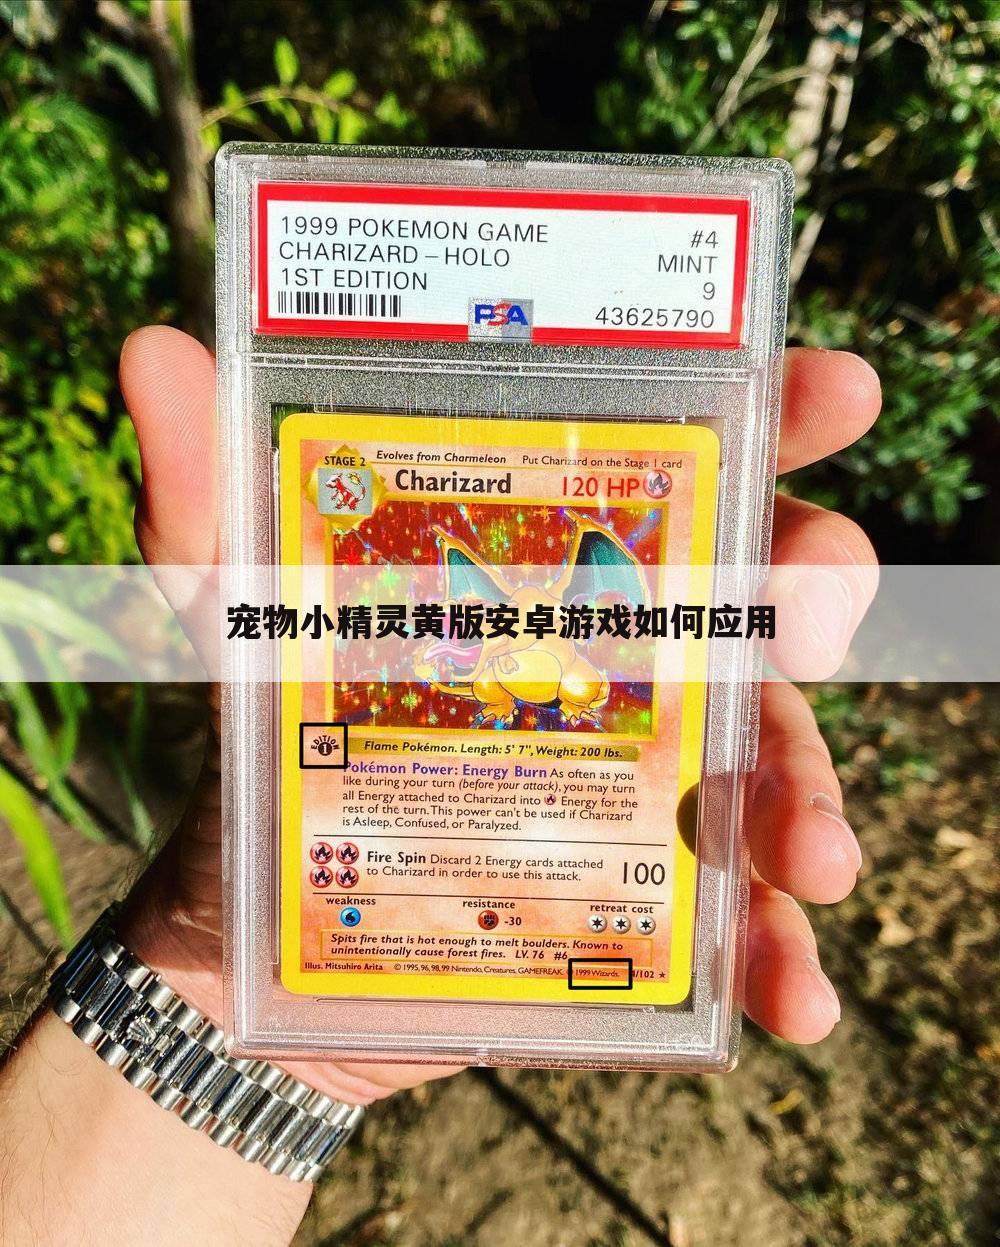 1999 POKEMON GAME #4
CHARIZARD – HOLO MINT
1ST EDITION 9
PSA 43625790
STAGE 2 Evolves from Charmeleon Put Charizard on the Stage 1 card
Charizard 120 HP
宠物小精灵黄版安卓游戏如何应用
EDITION 1
Flame Pokémon. Length: 5' 7", Weight: 200 lbs.
Pokémon Power: Energy Burn As often as you
like during your turn (before your attack), you may turn
all Energy attached to Charizard into Energy for the
rest of the turn. This power can't be used if Charizard
is Asleep, Confused, or Paralyzed.
Fire Spin Discard 2 Energy cards attached
to Charizard in order to use this attack. 100
weakness resistance retreat cost
-30
Spits fire that is hot enough to melt boulders. Known to
unintentionally cause forest fires. LV. 76 #6
Illus. Mitsuhiro Arita © 1995, 96, 98, 99 Nintendo, Creatures, GAMEFREAK. 1999 Wizards. /102 ★